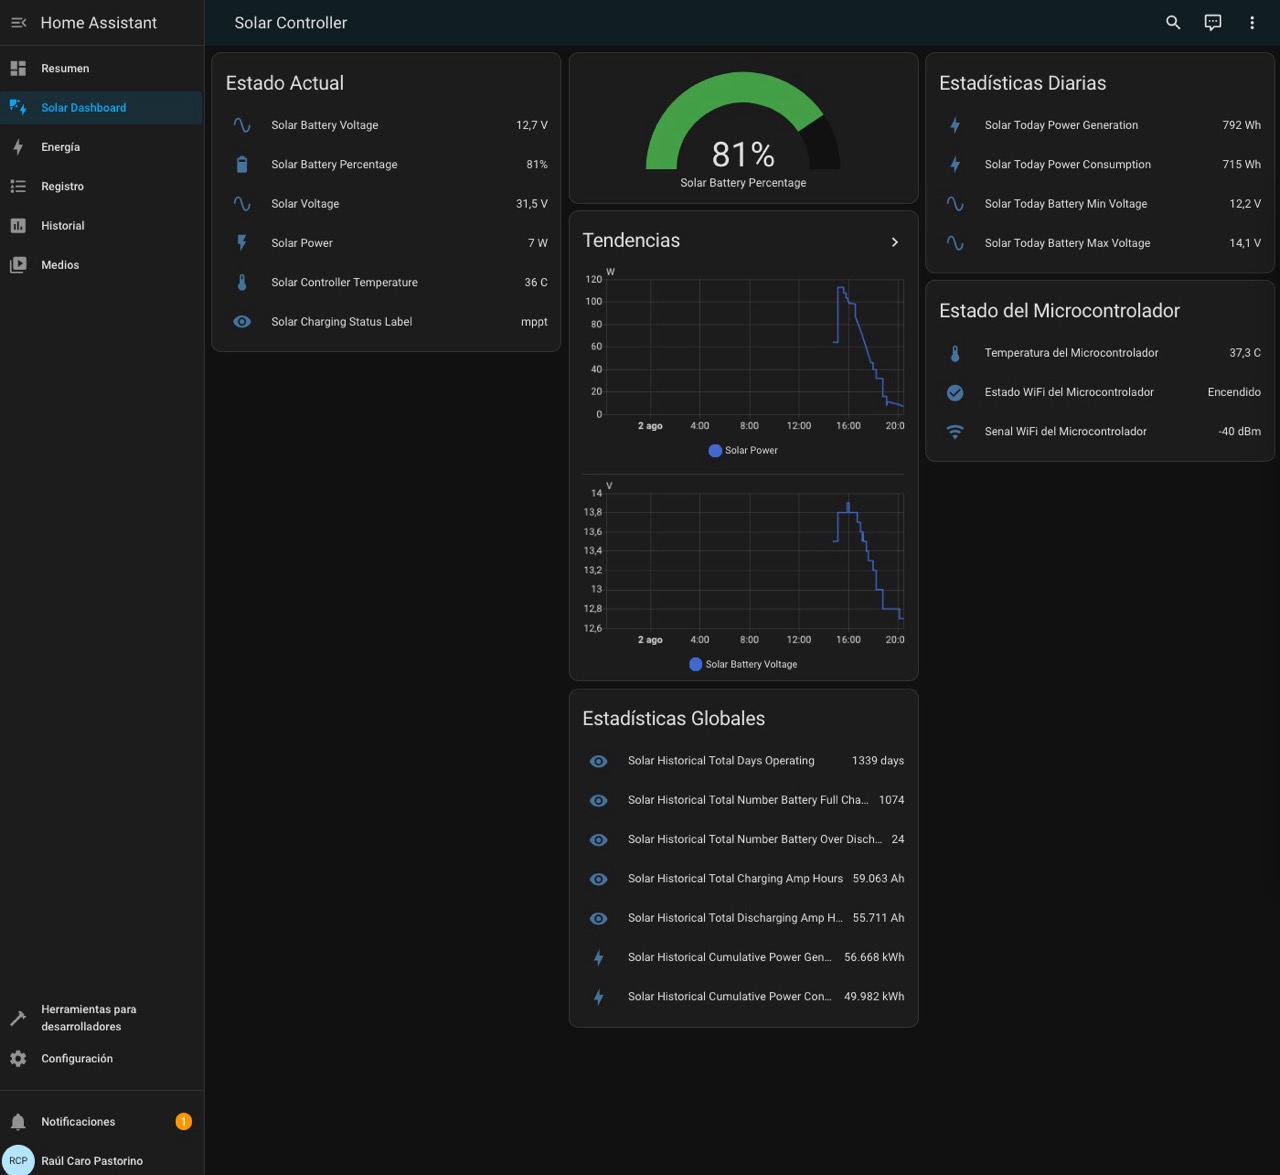 Home Assistant
Resumen
Solar Dashboard
Energía
Registro
Historial
Medios
Herramientas para
desarrolladores
Configuración
Notificaciones 1
RCP Raúl Caro Pastorino
Solar Controller
Estado Actual
Solar Battery Voltage 12,7 V
Solar Battery Percentage 81%
Solar Voltage 31,5 V
Solar Power 7 W
Solar Controller Temperature 36 C
Solar Charging Status Label mppt
81%
Solar Battery Percentage
Tendencias
W
120
100
80
60
40
20
0
2 ago 4:00 8:00 12:00 16:00 20:0
Solar Power
V
14
13,8
13,6
13,4
13,2
13
12,8
12,6
2 ago 4:00 8:00 12:00 16:00 20:0
Solar Battery Voltage
Estadísticas Globales
Solar Historical Total Days Operating 1339 days
Solar Historical Total Number Battery Full Cha... 1074
Solar Historical Total Number Battery Over Disch... 24
Solar Historical Total Charging Amp Hours 59.063 Ah
Solar Historical Total Discharging Amp H... 55.711 Ah
Solar Historical Cumulative Power Gen... 56.668 kWh
Solar Historical Cumulative Power Con... 49.982 kWh
Estadísticas Diarias
Solar Today Power Generation 792 Wh
Solar Today Power Consumption 715 Wh
Solar Today Battery Min Voltage 12,2 V
Solar Today Battery Max Voltage 14,1 V
Estado del Microcontrolador
Temperatura del Microcontrolador 37,3 C
Estado WiFi del Microcontrolador Encendido
Senal WiFi del Microcontrolador -40 dBm